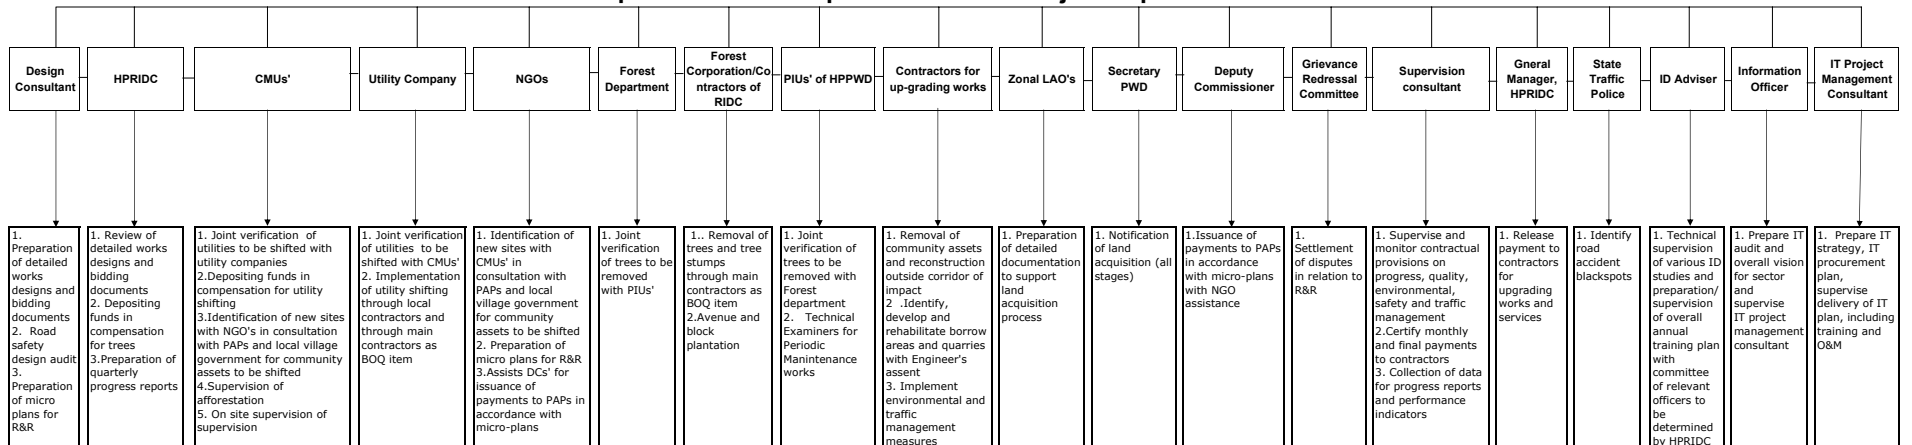 Design
Consultant
HPRIDC
CMUs'
Utility Company
NGOs
Forest
Department
Forest
Corporation/Co
ntractors of
RIDC
PIUs' of HPPWD
Contractors for
up-grading works
Zonal LAO's
Secretary
PWD
Deputy
Commissioner
Grievance
Redressal
Committee
Supervision
consultant
Gneral
Manager,
HPRIDC
State
Traffic
Police
ID Adviser
Information
Officer
IT Project
Management
Consultant
1.
Preparation
of detailed
works
designs and
bidding
documents
2. Road
safety
design audit
3.
Preparation
of micro
plans for
R&R
1. Review of
detailed works
designs and
bidding
documents
2. Depositing
funds in
compensation
for trees
3.Preparation of
quarterly
progress reports
1. Joint verification of
utilities to be shifted with
utility companies
2.Depositing funds in
compensation for utility
shifting
3.Identification of new sites
with NGO's in consultation
with PAPs and local village
government for community
assets to be shifted
4.Supervision of
afforestation
5. On site supervision of
supervision
1. Joint verification
of utilities to be
shifted with CMUs'
2. Implementation
of utility shifting
through local
contractors and
through main
contractors as
BOQ item
1. Identification of
new sites with
CMUs' in
consultation with
PAPs and local
village government
for community
assets to be shifted
2. Preparation of
micro plans for R&R
3.Assists DCs' for
issuance of
payments to PAPs in
accordance with
micro-plans
1. Joint
verification
of trees to be
removed
with PIUs'
1.. Removal of
trees and tree
stumps
through main
contractors as
BOQ item
2.Avenue and
block
plantation
1. Joint
verification of
trees to be
removed with
Forest
department
2. Technical
Examiners for
Periodic
Manintenance
works
1. Removal of
community assets
and reconstruction
outside corridor of
impact
2 .Identify,
develop and
rehabilitate borrow
areas and quarries
with Engineer's
assent
3. Implement
environmental and
traffic
management
measures
1. Preparation
of detailed
documentation
to support
land
acquisition
process
1. Notification
of land
acquisition (all
stages)
1.Issuance of
payments to PAPs
in accordance
with micro-plans
with NGO
assistance
1.
Settlement
of disputes
in relation to
R&R
1. Supervise and
monitor contractual
provisions on
progress, quality,
environmental,
safety and traffic
management
2.Certify monthly
and final payments
to contractors
3. Collection of data
for progress reports
and performance
indicators
1. Release
payment to
contractors
for
upgrading
works and
services
1. Identify
road
accident
blackspots
1. Technical
supervision
of various ID
studies and
preparation/
supervision
of overall
annual
training plan
with
committee
of relevant
officers to
be
determined
by HPRIDC
1. Prepare IT
audit and
overall vision
for sector
and
supervise
IT project
management
consultant
1. Prepare IT
strategy, IT
procurement
plan,
supervise
delivery of IT
plan, including
training and
O&M